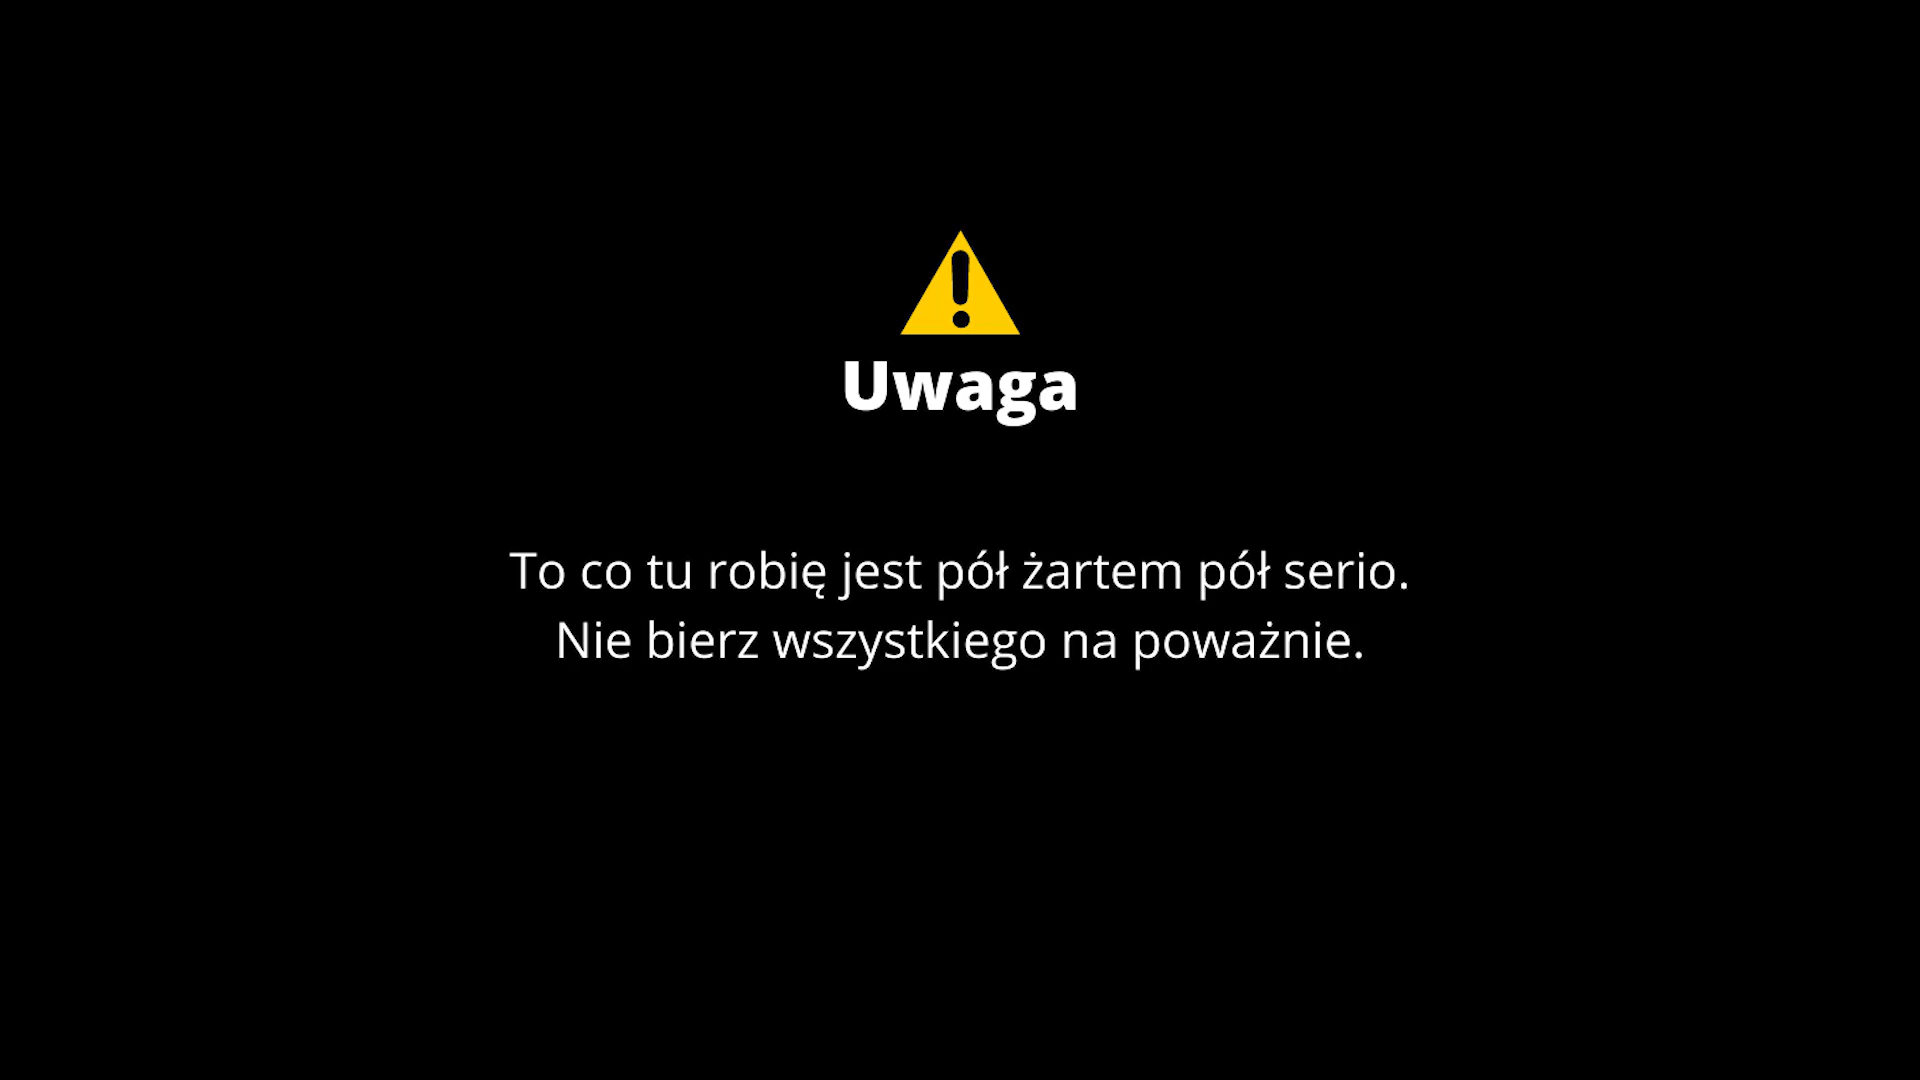 Uwaga
To co tu robię jest pół żartem pół serio.
Nie bierz wszystkiego na poważnie.